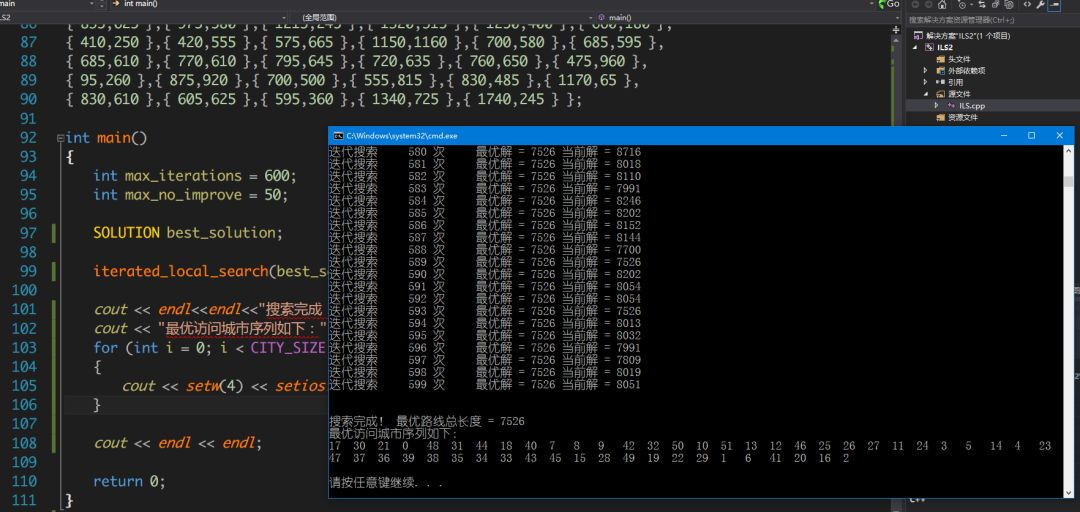 main
int main()
Go
LS2
(全局范围)
main()
搜索解决方案资源管理器(Ctrl+;)
解决方案"ILS2"(1 个项目)
ILS2
头文件
外部依赖项
引用
源文件
ILS.cpp
资源文件
87 { 410,250 },{ 420,555 },{ 575,665 },{ 1150,1160 },{ 700,580 },{ 685,595 },
88 { 685,610 },{ 770,610 },{ 795,645 },{ 720,635 },{ 760,650 },{ 475,960 },
89 { 95,260 },{ 875,920 },{ 700,500 },{ 555,815 },{ 830,485 },{ 1170,65 },
90 { 830,610 },{ 605,625 },{ 595,360 },{ 1340,725 },{ 1740,245 } };
91
92 int main()
93 {
94 int max_iterations = 600;
95 int max_no_improve = 50;
96
97 SOLUTION best_solution;
98
99 iterated_local_search(best_s
100
101 cout << endl<<endl<<"搜索完成
102 cout << "最优访问城市序列如下："
103 for (int i = 0; i < CITY_SIZE
104 {
105 cout << setw(4) << setios
106 }
107
108 cout << endl << endl;
109
110 return 0;
111 }
C:\Windows\system32\cmd.exe
迭代搜索 580 次 最优解 = 7526 当前解 = 8716
迭代搜索 581 次 最优解 = 7526 当前解 = 8018
迭代搜索 582 次 最优解 = 7526 当前解 = 8110
迭代搜索 583 次 最优解 = 7526 当前解 = 7991
迭代搜索 584 次 最优解 = 7526 当前解 = 8246
迭代搜索 585 次 最优解 = 7526 当前解 = 8202
迭代搜索 586 次 最优解 = 7526 当前解 = 8152
迭代搜索 587 次 最优解 = 7526 当前解 = 8144
迭代搜索 588 次 最优解 = 7526 当前解 = 7700
迭代搜索 589 次 最优解 = 7526 当前解 = 7526
迭代搜索 590 次 最优解 = 7526 当前解 = 8202
迭代搜索 591 次 最优解 = 7526 当前解 = 8054
迭代搜索 592 次 最优解 = 7526 当前解 = 8054
迭代搜索 593 次 最优解 = 7526 当前解 = 7526
迭代搜索 594 次 最优解 = 7526 当前解 = 8013
迭代搜索 595 次 最优解 = 7526 当前解 = 8032
迭代搜索 596 次 最优解 = 7526 当前解 = 7991
迭代搜索 597 次 最优解 = 7526 当前解 = 7809
迭代搜索 598 次 最优解 = 7526 当前解 = 8019
迭代搜索 599 次 最优解 = 7526 当前解 = 8051
搜索完成！ 最优路线总长度 = 7526
最优访问城市序列如下：
17 30 21 0 48 31 44 18 40 7 8 9 42 32 50 10 51 13 12 46 25 26 27 11 24 3 5 14 4 23
47 37 36 39 38 35 34 33 43 45 15 28 49 19 22 29 1 6 41 20 16 2
请按任意键继续. . .
C++